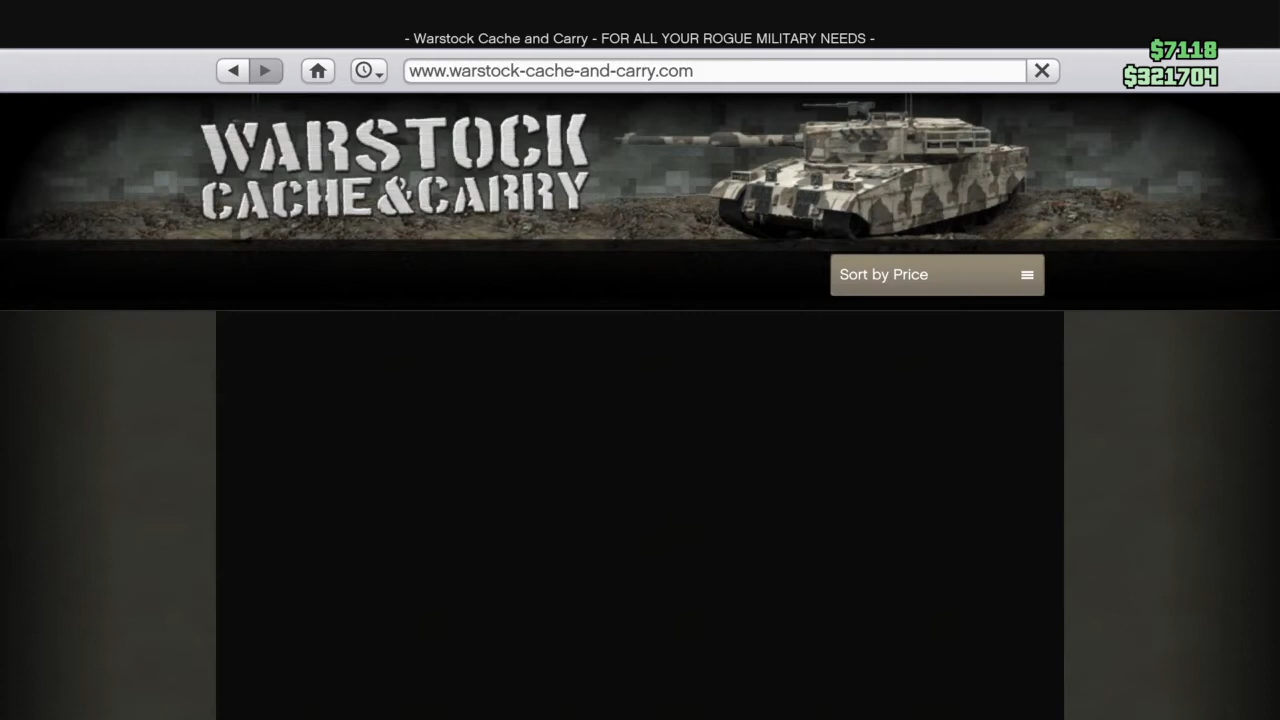 - Warstock Cache and Carry - FOR ALL YOUR ROGUE MILITARY NEEDS -
$7118
www.warstock-cache-and-carry.com
$321704
WARSTOCK
CACHE&CARRY
Sort by Price